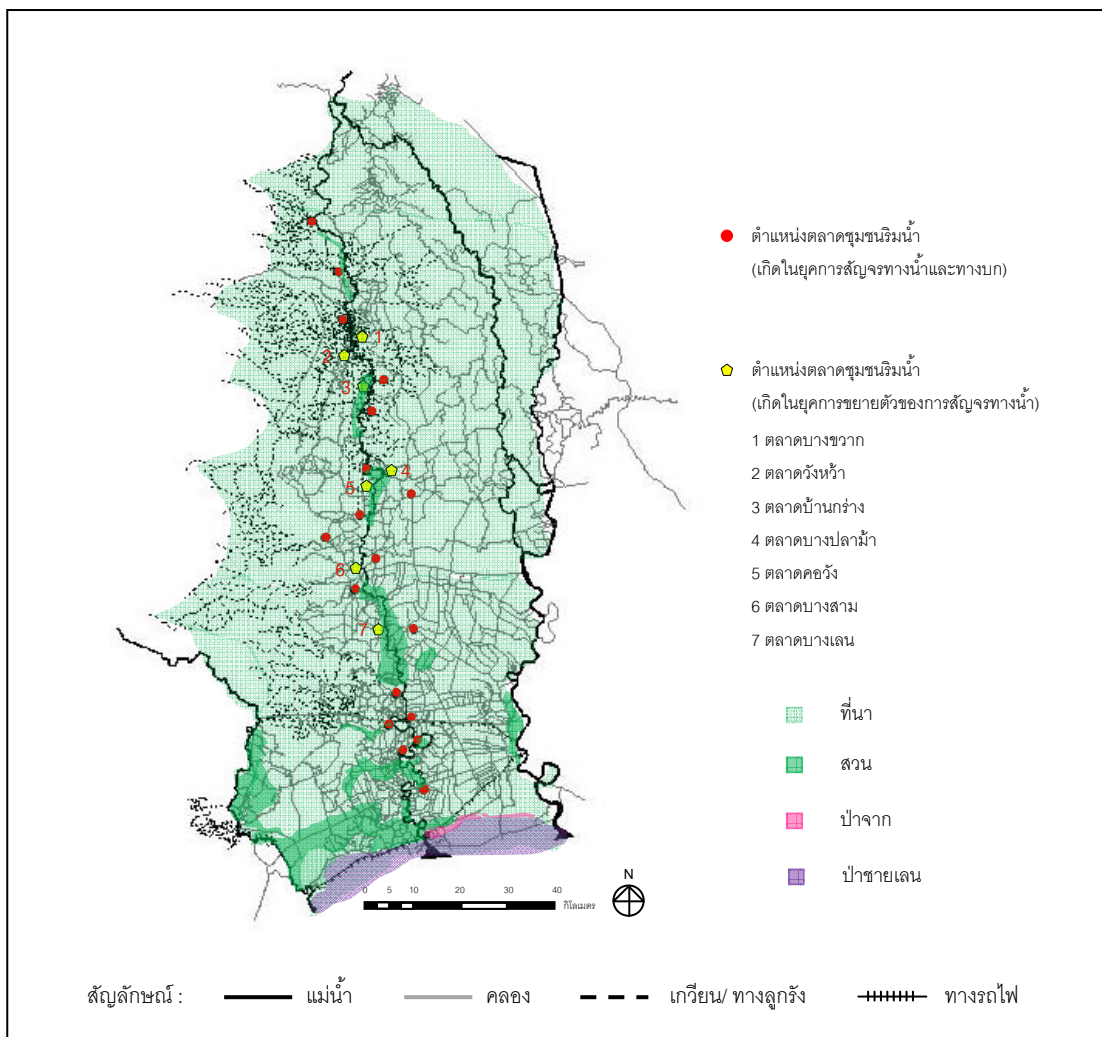 ตำแหน่งตลาดชุมชนริมน้ำ
(เกิดในยุคการสัญจรทางน้ำและทางบก)
ตำแหน่งตลาดชุมชนริมน้ำ
(เกิดในยุคการขยายตัวของการสัญจรทางน้ำ)
1 ตลาดบางขวาก
2 ตลาดวังหว้า
3 ตลาดบ้านกร่าง
4 ตลาดบางปลาม้า
5 ตลาดคอวัง
6 ตลาดบางสาม
7 ตลาดบางเลน
ที่นา
สวน
ป่าจาก
ป่าชายเลน
1
2
3
4
5
6
7
N
0 5 10 20 30 40
กิโลเมตร
สัญลักษณ์ : แม่น้ำ คลอง เกวียน/ ทางลูกรัง ทางรถไฟ